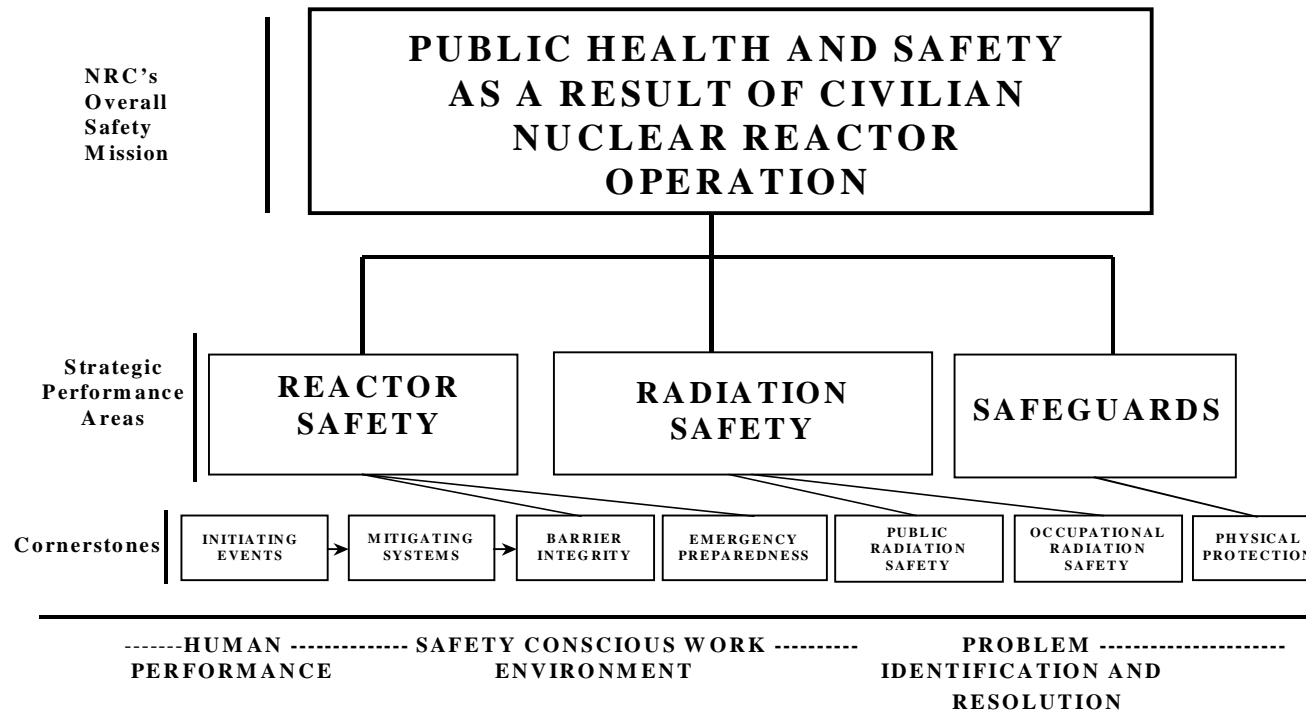 NRC's
Overall
Safety
Mission
PUBLIC HEALTH AND SAFETY
AS A RESULT OF CIVILIAN
NUCLEAR REACTOR
OPERATION
Strategic
Performance
Areas
REACTOR
SAFETY
RADIATION
SAFETY
SAFEGUARDS
Cornerstones
INITIATING
EVENTS
MITIGATING
SYSTEMS
BARRIER
INTEGRITY
EMERGENCY
PREPAREDNESS
PUBLIC
RADIATION
SAFETY
OCCUPATIONAL
RADIATION
SAFETY
PHYSICAL
PROTECTION
-------HUMAN -------------- SAFETY CONSCIOUS WORK ---------- PROBLEM ----------------------
PERFORMANCE ENVIRONMENT IDENTIFICATION AND
RESOLUTION